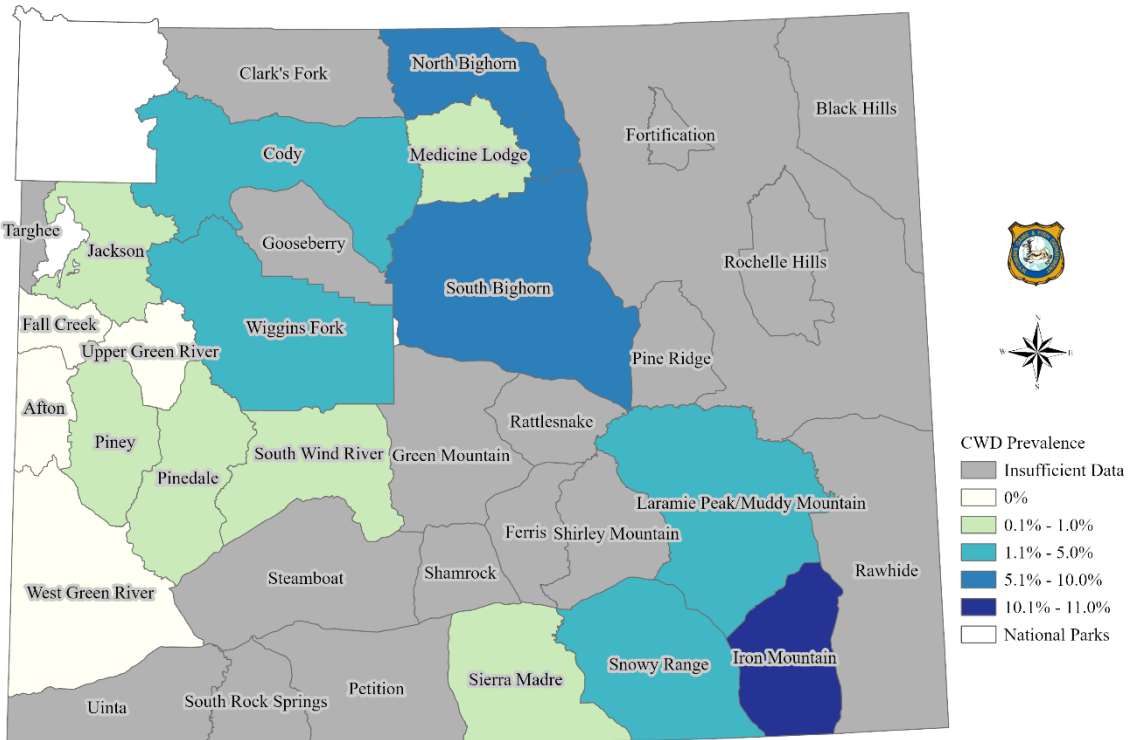 North Bighorn
Clark's Fork
Black Hills
Fortification
Cody
Medicine Lodge
Targhee
Gooseberry
Jackson
Rochelle Hills
South Bighorn
Fall Creek
Wiggins Fork
Upper Green River
Pine Ridge
Afton
Rattlesnake
Piney
South Wind River
Green Mountain
Pinedale
Laramie Peak/Muddy Mountain
Ferris
Shirley Mountain
Steamboat
Shamrock
Rawhide
West Green River
Iron Mountain
Snowy Range
Sierra Madre
Petition
South Rock Springs
Uinta
N
W
E
S
CWD Prevalence
Insufficient Data
0%
0.1% - 1.0%
1.1% - 5.0%
5.1% - 10.0%
10.1% - 11.0%
National Parks